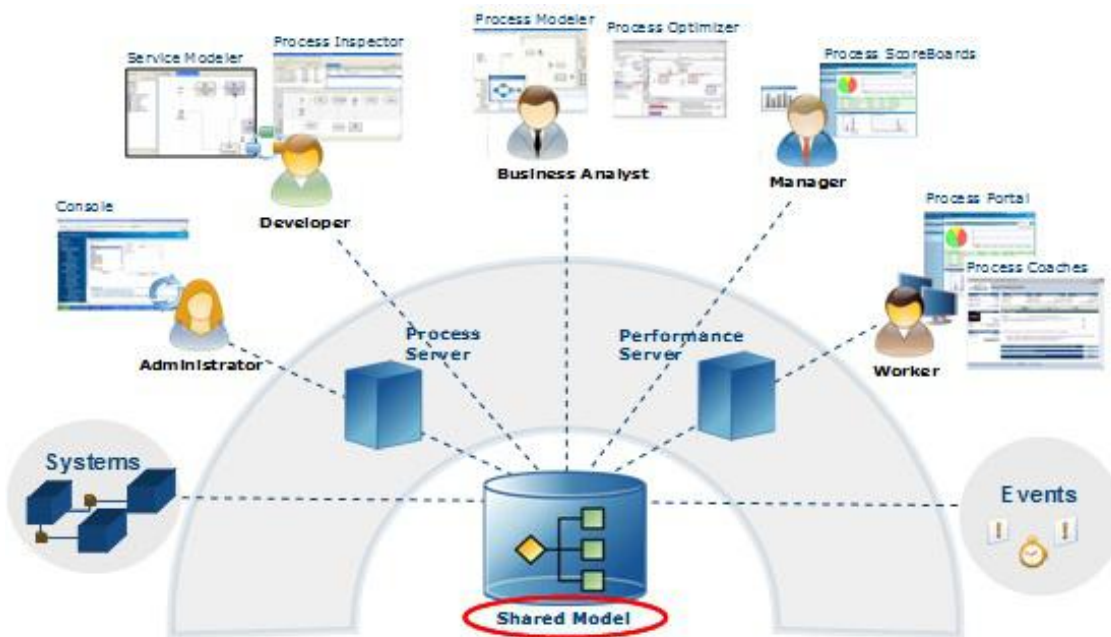 Process Modeler
Process Optimizer
Process Inspector
Service Modeler
Process ScoreBoards
Business Analyst
Manager
Developer
Console
Process Portal
Process Coaches
Administrator
Process
Server
Performance
Server
Worker
Systems
Events
Shared Model